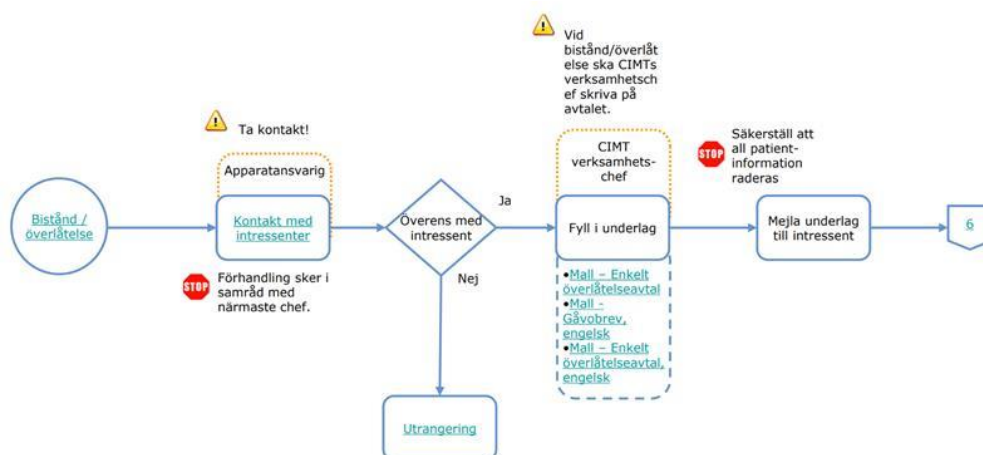 Vid
bistånd/överlåt
else ska CIMTs
verksamhetsch
ef skriva på
avtalet.
Ta kontakt!
STOP
Säkerställ att
all patient-
information
raderas
Apparatansvarig
CIMT
verksamhets-
chef
Bistånd /
överlåtelse
Kontakt med
intressenter
Överens med
intressent
Ja
Fyll i underlag
Mejla underlag
till intressent
6
STOP
Förhandling sker i
samråd med
närmaste chef.
Nej
•Mall – Enkelt
överlåtelseavtal
•Mall -
Gåvobrev,
engelsk
•Mall – Enkelt
överlåtelseavtal,
engelsk
Utrangering